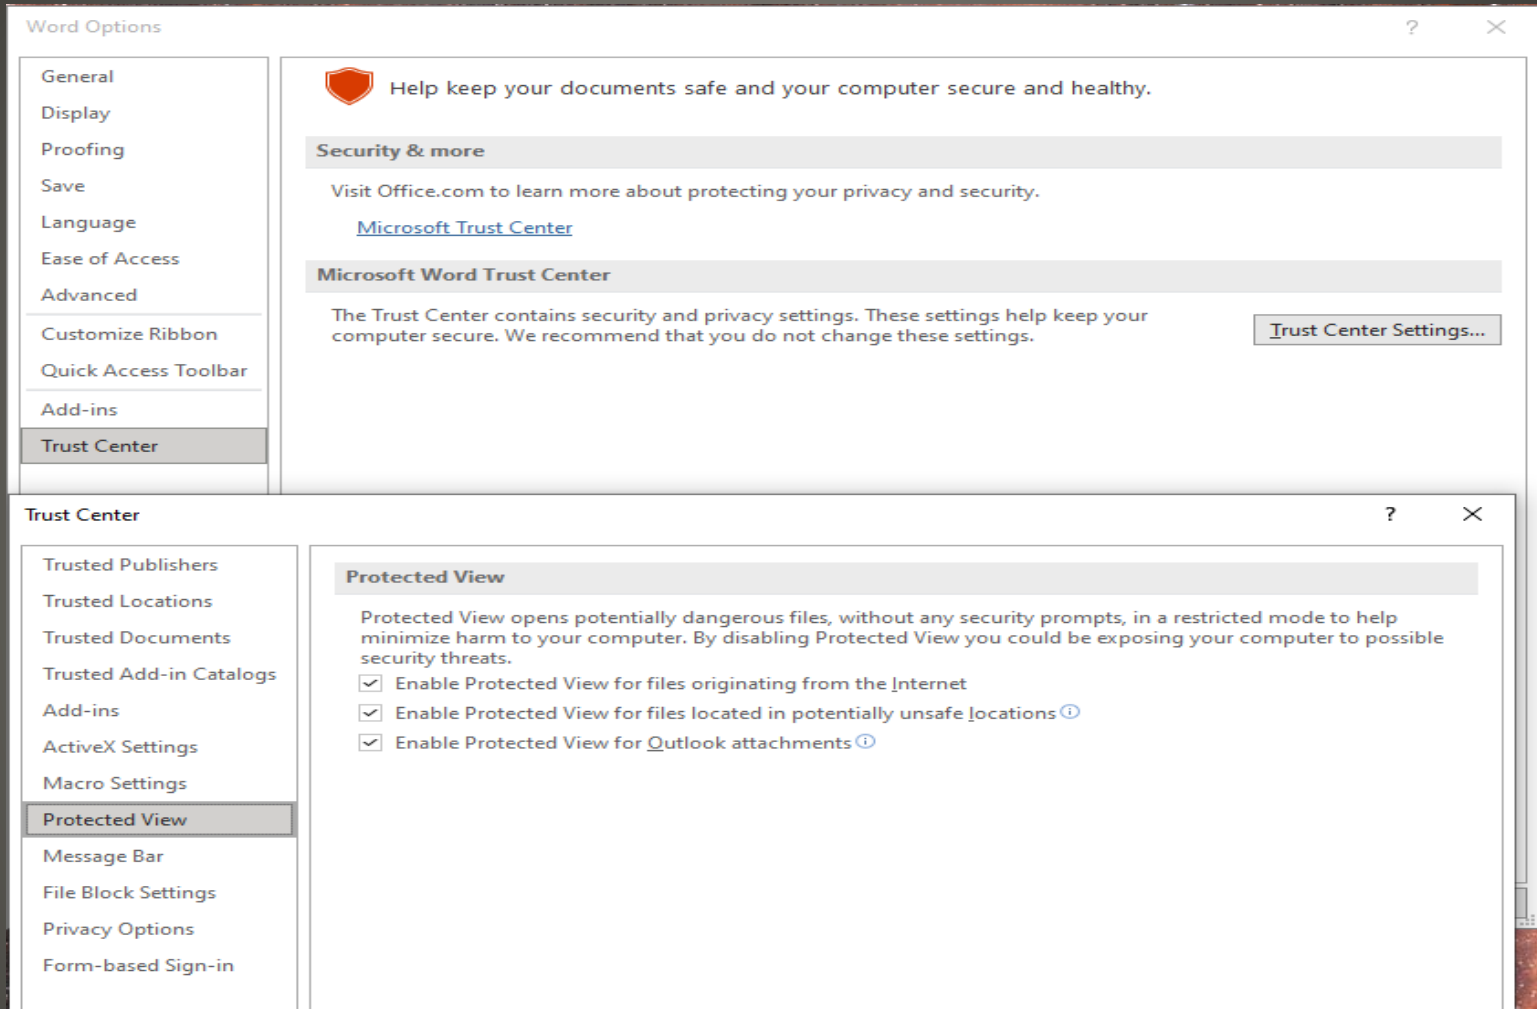 Word Options
?
General
Display
Proofing
Save
Language
Ease of Access
Advanced
Customize Ribbon
Quick Access Toolbar
Add-ins
Trust Center
Help keep your documents safe and your computer secure and healthy.
Security & more
Visit Office.com to learn more about protecting your privacy and security.
Microsoft Trust Center
Microsoft Word Trust Center
The Trust Center contains security and privacy settings. These settings help keep your
computer secure. We recommend that you do not change these settings.
Trust Center Settings...
Trust Center
?
Trusted Publishers
Trusted Locations
Trusted Documents
Trusted Add-in Catalogs
Add-ins
ActiveX Settings
Macro Settings
Protected View
Message Bar
File Block Settings
Privacy Options
Form-based Sign-in
Protected View
Protected View opens potentially dangerous files, without any security prompts, in a restricted mode to help
minimize harm to your computer. By disabling Protected View you could be exposing your computer to possible
security threats.
Enable Protected View for files originating from the Internet
Enable Protected View for files located in potentially unsafe locations
Enable Protected View for Outlook attachments